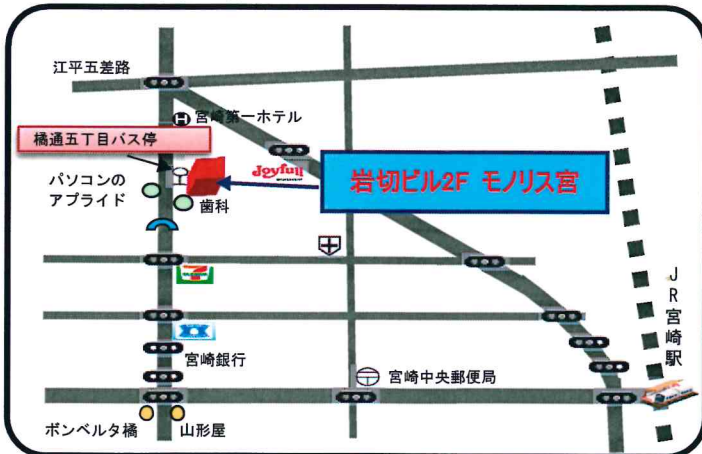 江平五差路
H
宮崎第一ホテル
橘通五丁目バス停
Joyfull
パソコンの
アプライド
岩切ビル2F モノリス宮
歯科
7
宮崎銀行
JR宮崎駅
宮崎中央郵便局
ボンベルタ橘
山形屋